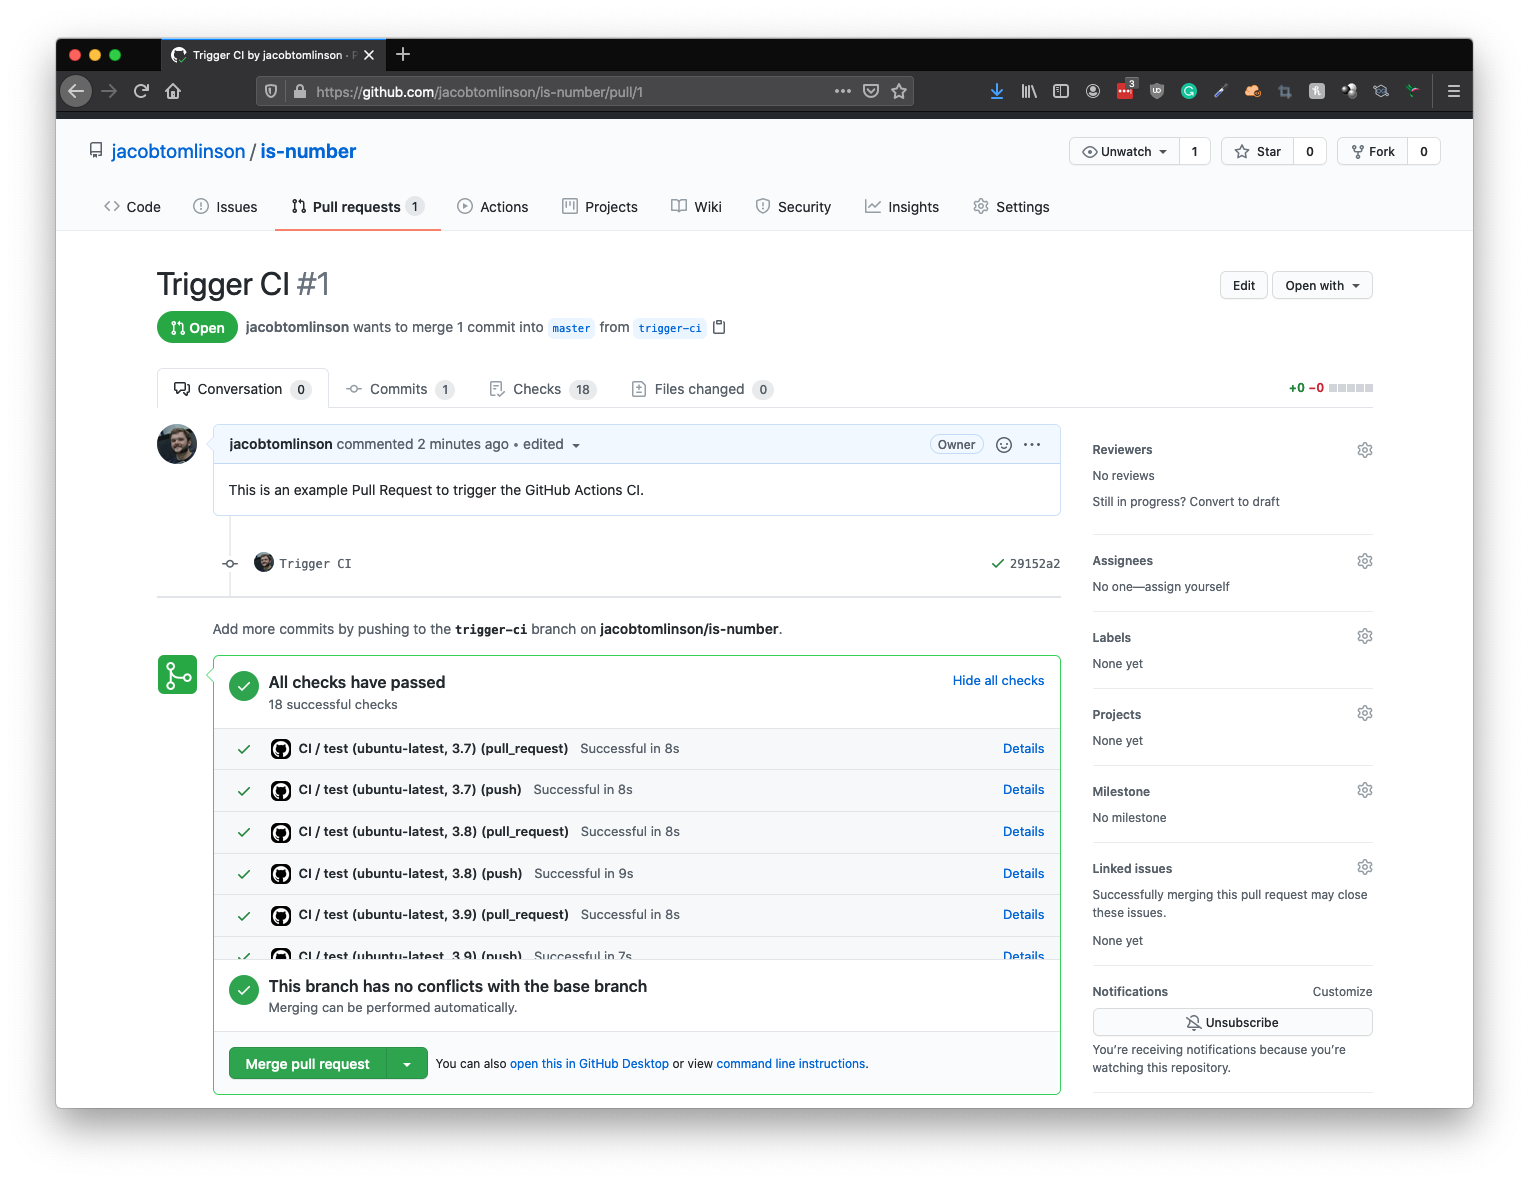 Trigger CI by jacobtomlinson · P
https://github.com/jacobtomlinson/is-number/pull/1
3
jacobtomlinson / is-number
Unwatch 1 Star 0 Fork 0
Code Issues Pull requests 1 Actions Projects Wiki Security Insights Settings
Trigger CI #1
Edit Open with
Open jacobtomlinson wants to merge 1 commit into master from trigger-ci
Conversation 0 Commits 1 Checks 18 Files changed 0
+0 −0
jacobtomlinson commented 2 minutes ago • edited
Owner
This is an example Pull Request to trigger the GitHub Actions CI.
Trigger CI
29152a2
Add more commits by pushing to the trigger-ci branch on jacobtomlinson/is-number.
All checks have passed
Hide all checks
18 successful checks
CI / test (ubuntu-latest, 3.7) (pull_request) Successful in 8s Details
CI / test (ubuntu-latest, 3.7) (push) Successful in 8s Details
CI / test (ubuntu-latest, 3.8) (pull_request) Successful in 8s Details
CI / test (ubuntu-latest, 3.8) (push) Successful in 9s Details
CI / test (ubuntu-latest, 3.9) (pull_request) Successful in 8s Details
CI / test (ubuntu-latest, 3.9) (push) Successful in 7s Details
This branch has no conflicts with the base branch
Merging can be performed automatically.
Merge pull request
You can also open this in GitHub Desktop or view command line instructions.
Reviewers
No reviews
Still in progress? Convert to draft
Assignees
No one—assign yourself
Labels
None yet
Projects
None yet
Milestone
No milestone
Linked issues
Successfully merging this pull request may close
these issues.
None yet
Notifications Customize
Unsubscribe
You’re receiving notifications because you’re
watching this repository.